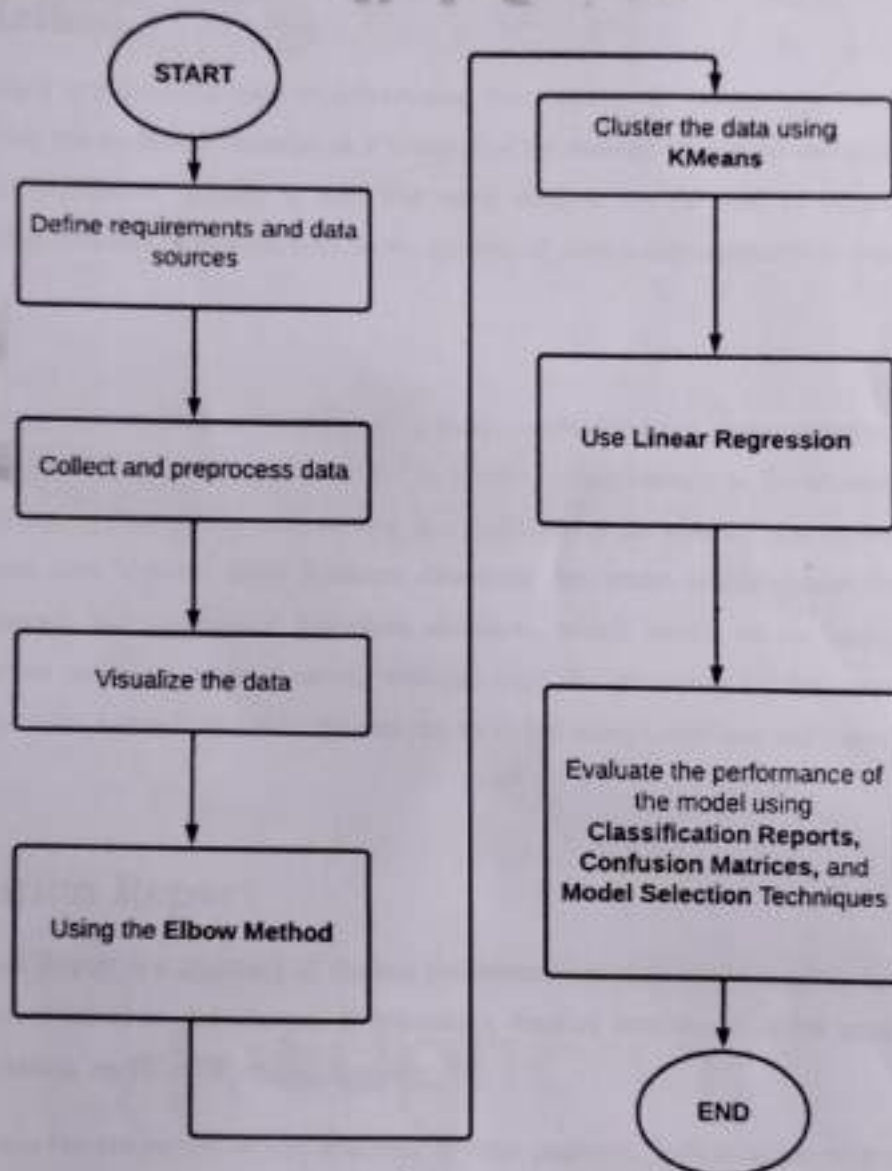 START
Define requirements and data
sources
Collect and preprocess data
Visualize the data
Using the Elbow Method
Cluster the data using
KMeans
Use Linear Regression
Evaluate the performance of
the model using
Classification Reports,
Confusion Matrices, and
Model Selection Techniques
END